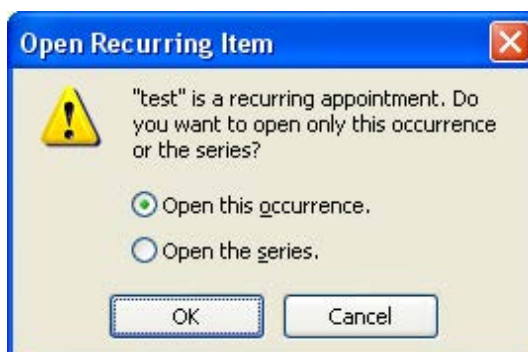 Open Recurring Item
"test" is a recurring appointment. Do
you want to open only this occurrence
or the series?
Open this occurrence.
Open the series.
OK Cancel